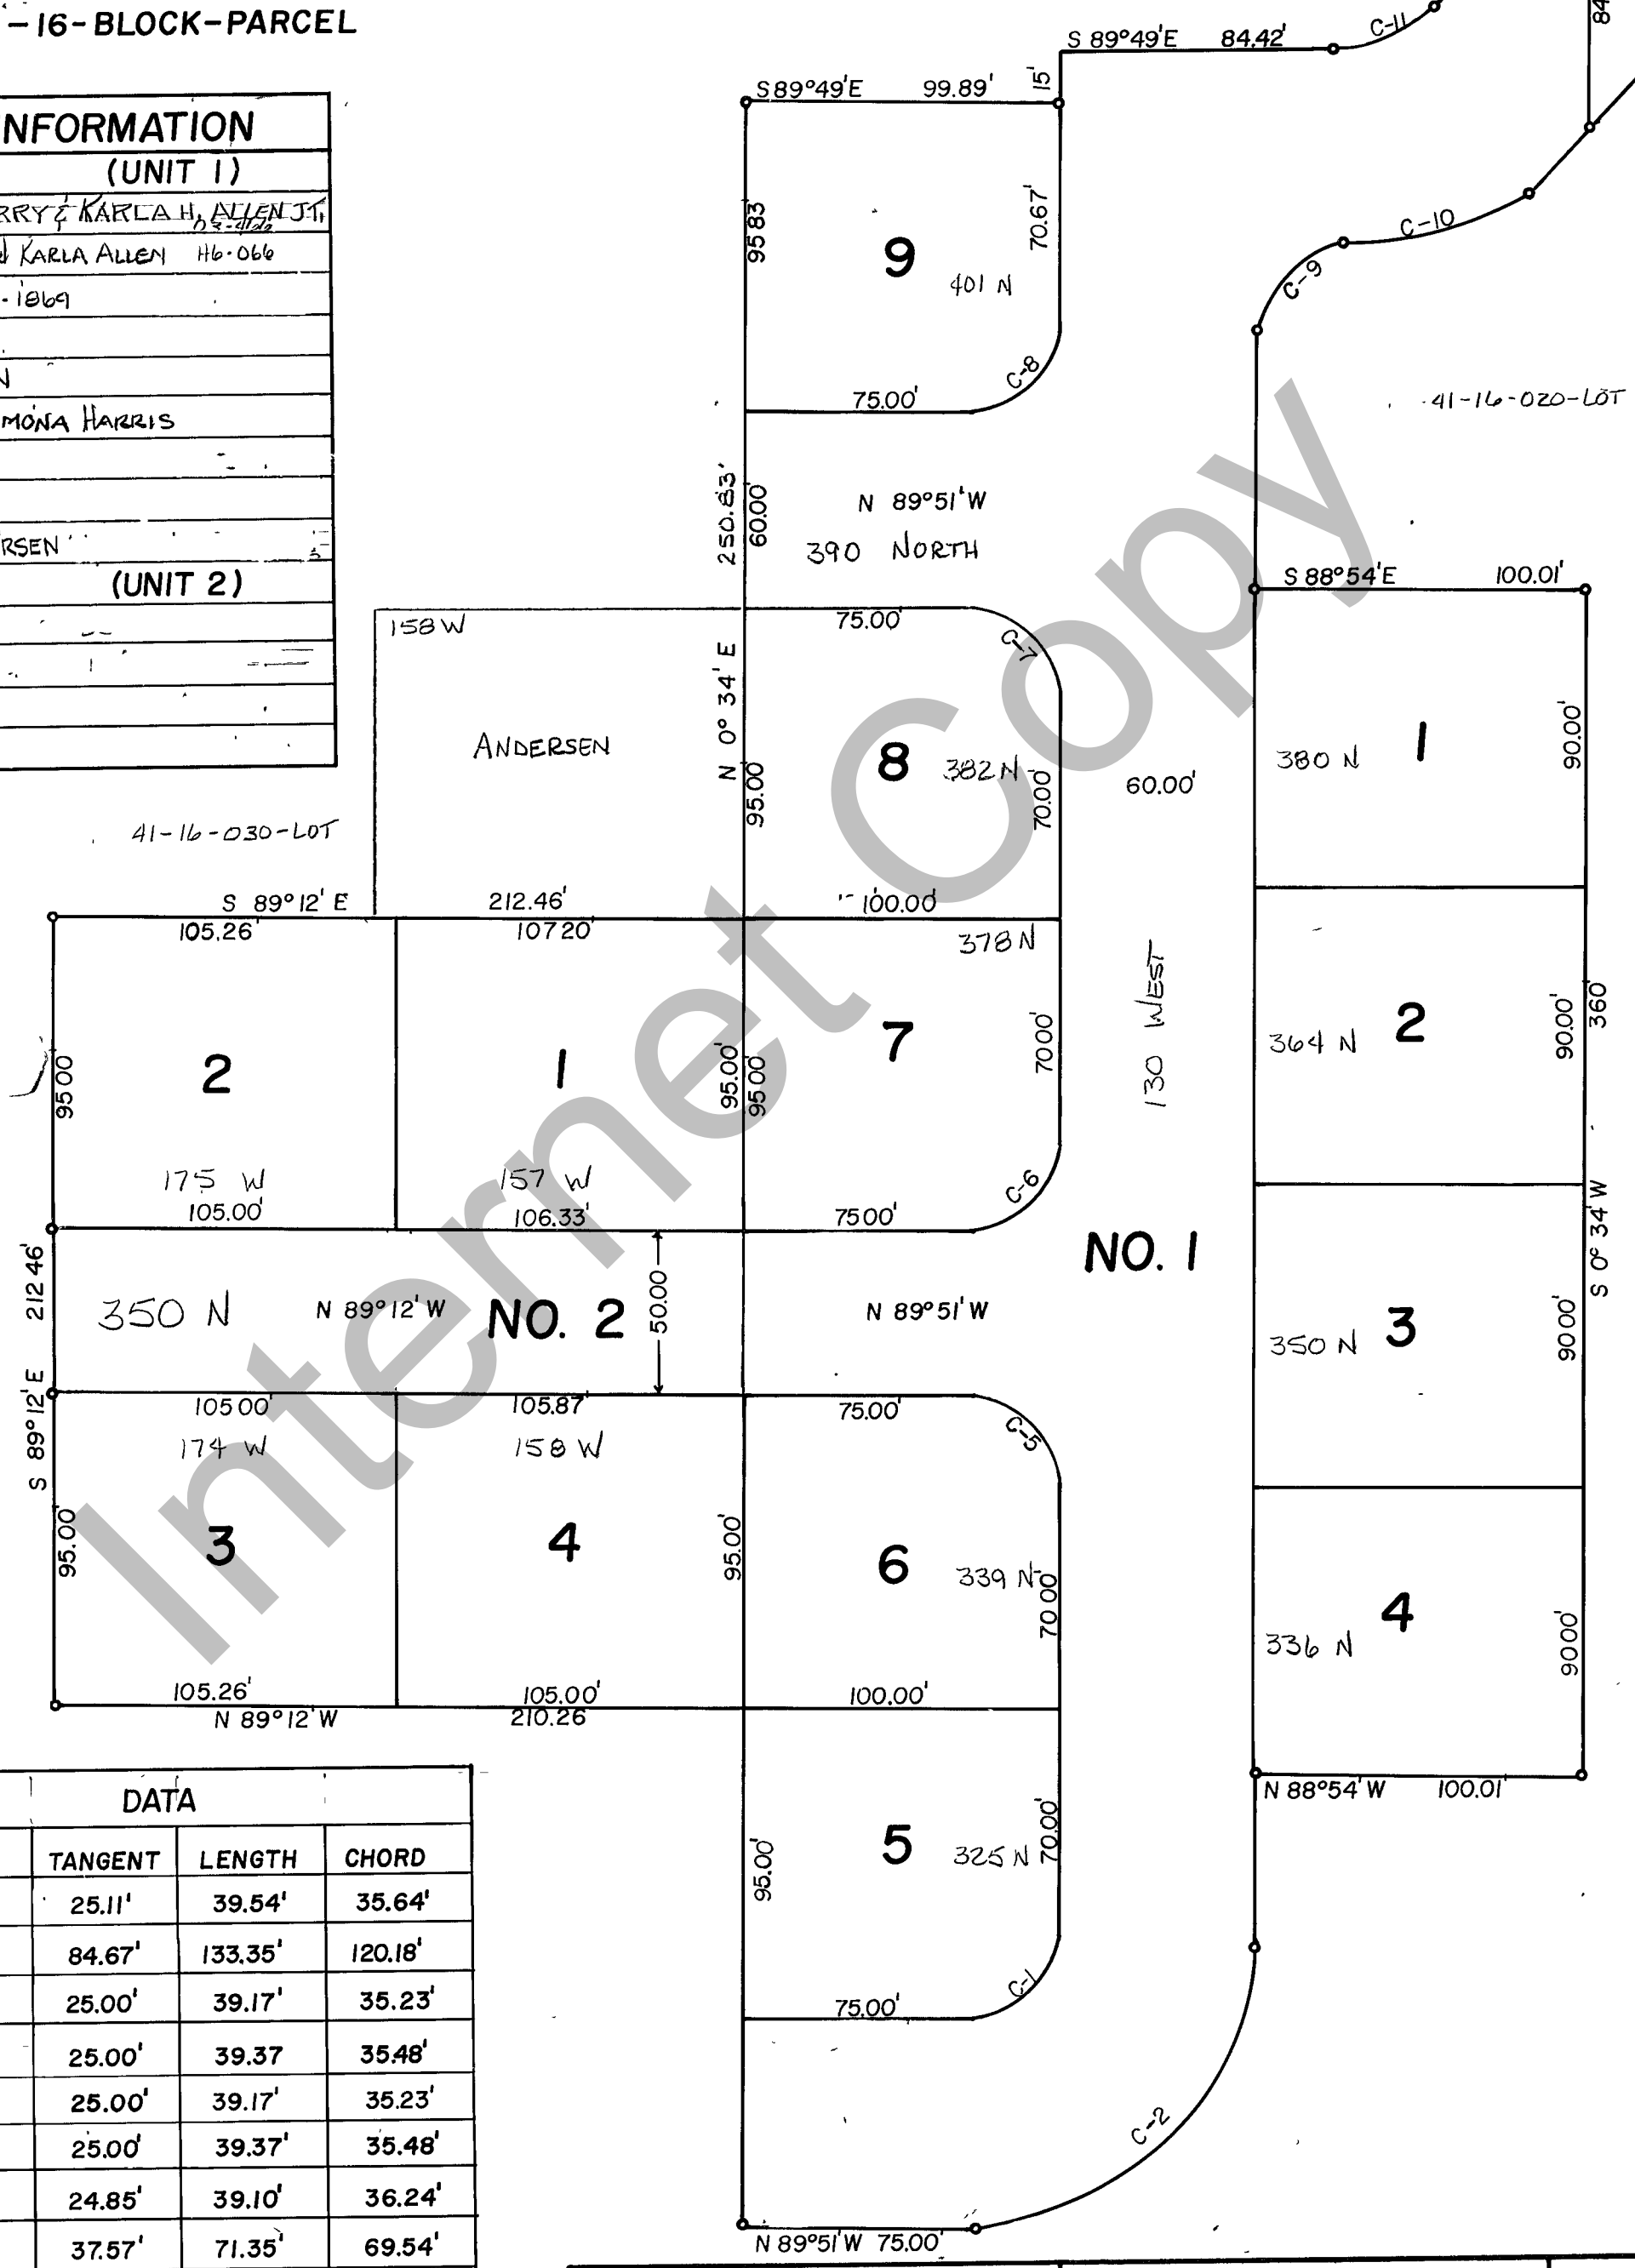 -16-BLOCK-PARCEL
NFORMATION
(UNIT 1)
RRY & KARLA H. ALLEN J.T.
KARLA ALLEN H6-066
-1869
N
MONA HARRIS
RSEN
(UNIT 2)
S 89°49'E 84.42'
C-11
84
S 89°49'E 99.89'
15'
95.83
9
401 N
70.67'
C-8
75.00'
C-10
C-9
41-16-020-LOT
250.83'
60.00
N 89°51'W
390 NORTH
S 88°54'E 100.01'
158 W
75.00'
C-7
ANDERSEN
N 0° 34' E
95.00
8
382 N
70.00
60.00'
380 N
1
90.00'
41-16-030-LOT
S 89°12' E 212.46'
100.00
105.26
107.20
378 N
130 WEST
95.00
2
1
95.00'
95.00
7
70.00'
364 N
2
90.00'
360'
175 W
157 W
105.00'
106.33'
75.00'
C-6
S 0° 34' W
212.46'
350 N
N 89°12'W
NO. 2
50.00
N 89°51'W
NO. 1
350 N
3
90.00'
S 89°12'E
105.00'
105.87'
75.00'
C-5
174 W
158 W
95.00'
3
4
95.00'
6
339 N
70.00
336 N
4
90.00'
105.26'
105.00'
100.00'
N 89°12'W
210.26
N 88°54'W 100.01'
95.00'
5
325 N
70.00'
C-1
75.00'
C-2
N 89°51'W 75.00'
DATA
TANGENT LENGTH CHORD
25.11' 39.54' 35.64'
84.67' 133.35' 120.18'
25.00' 39.17' 35.23'
25.00' 39.37 35.48'
25.00' 39.17' 35.23'
25.00' 39.37' 35.48'
24.85' 39.10' 36.24'
37.57' 71.35' 69.54'
Internet Copy